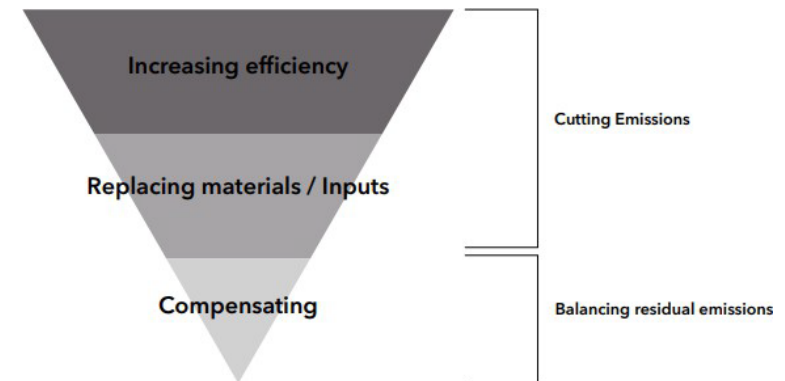 Increasing efficiency
Cutting Emissions
Replacing materials / Inputs
Compensating
Balancing residual emissions